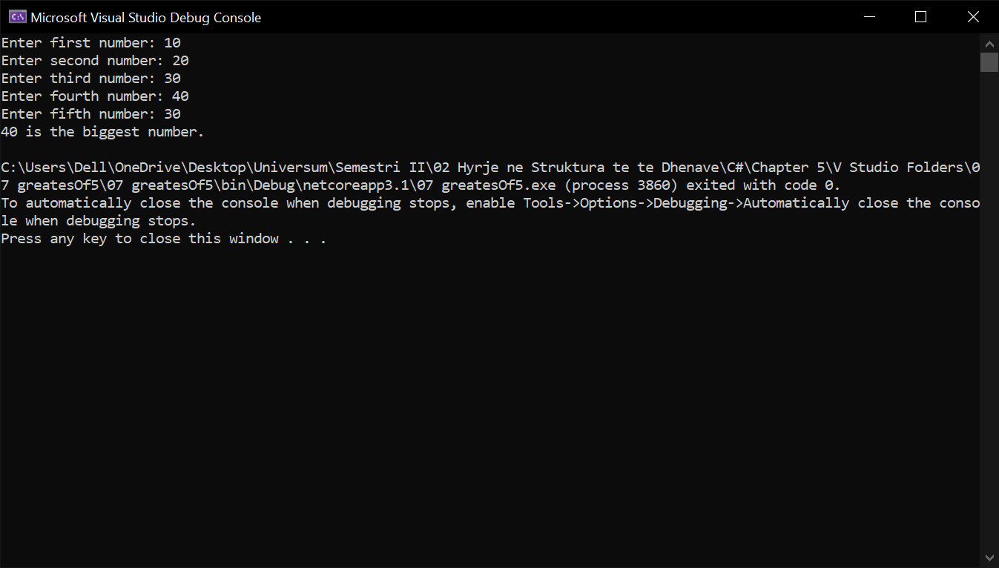 Microsoft Visual Studio Debug Console
Enter first number: 10
Enter second number: 20
Enter third number: 30
Enter fourth number: 40
Enter fifth number: 30
40 is the biggest number.
C:\Users\Dell\OneDrive\Desktop\Universum\Semestri II\02 Hyrje ne Struktura te te Dhenave\C#\Chapter 5\V Studio Folders\0
7 greatesOf5\07 greatesOf5\bin\Debug\netcoreapp3.1\07 greatesOf5.exe (process 3860) exited with code 0.
To automatically close the console when debugging stops, enable Tools->Options->Debugging->Automatically close the conso
le when debugging stops.
Press any key to close this window . . .